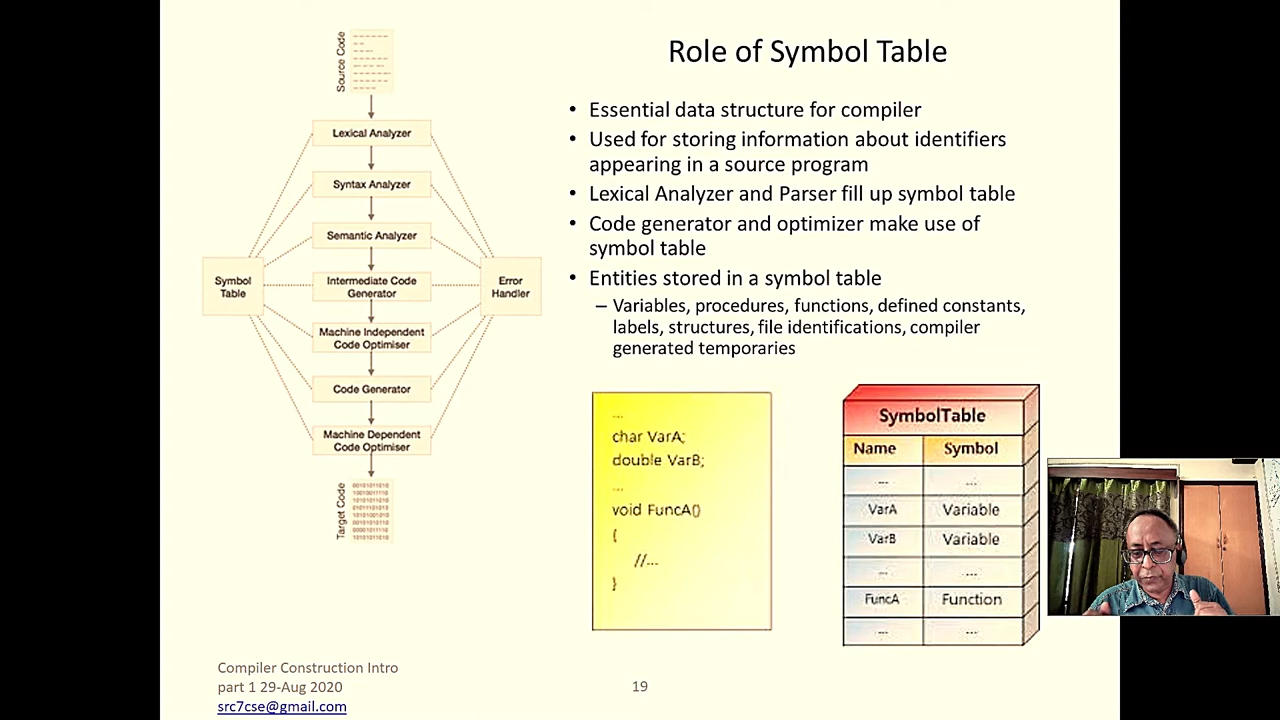 Role of Symbol Table
• Essential data structure for compiler
• Used for storing information about identifiers
appearing in a source program
• Lexical Analyzer and Parser fill up symbol table
• Code generator and optimizer make use of
symbol table
• Entities stored in a symbol table
– Variables, procedures, functions, defined constants,
labels, structures, file identifications, compiler
generated temporaries
Source Code
Lexical Analyzer
Syntax Analyzer
Semantic Analyzer
Symbol
Table
Intermediate Code
Generator
Error
Handler
Machine Independent
Code Optimiser
Code Generator
Machine Dependent
Code Optimiser
Target Code
...
char VarA;
double VarB;
...
void FuncA()
{
//...
}
SymbolTable
Name Symbol
... ...
VarA Variable
VarB Variable
... ...
FuncA Function
... ...
Compiler Construction Intro
part 1 29-Aug 2020
src7cse@gmail.com
19